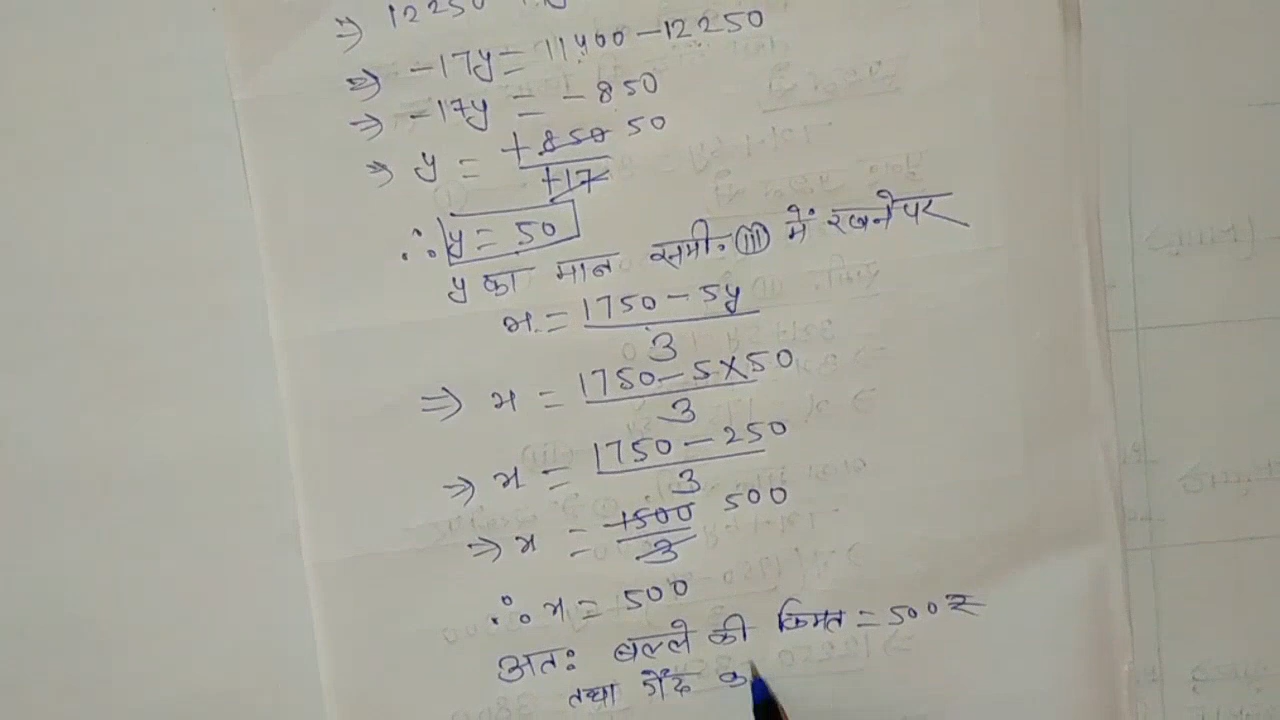 ⇒ 12250
⇒ -17y = 11400 - 12250
⇒ -17y = - 850
⇒ y = +850/+17 50
∴ y = 50
y का मान समी. (III) में रखने पर
x = 1750 - 5y/3
⇒ x = 1750 - 5×50/3
⇒ x = 1750 - 250/3
⇒ x = 1500/3 500
∴ x = 500
अतः बल्ले की किमत = 500₹
तथा गेंद क